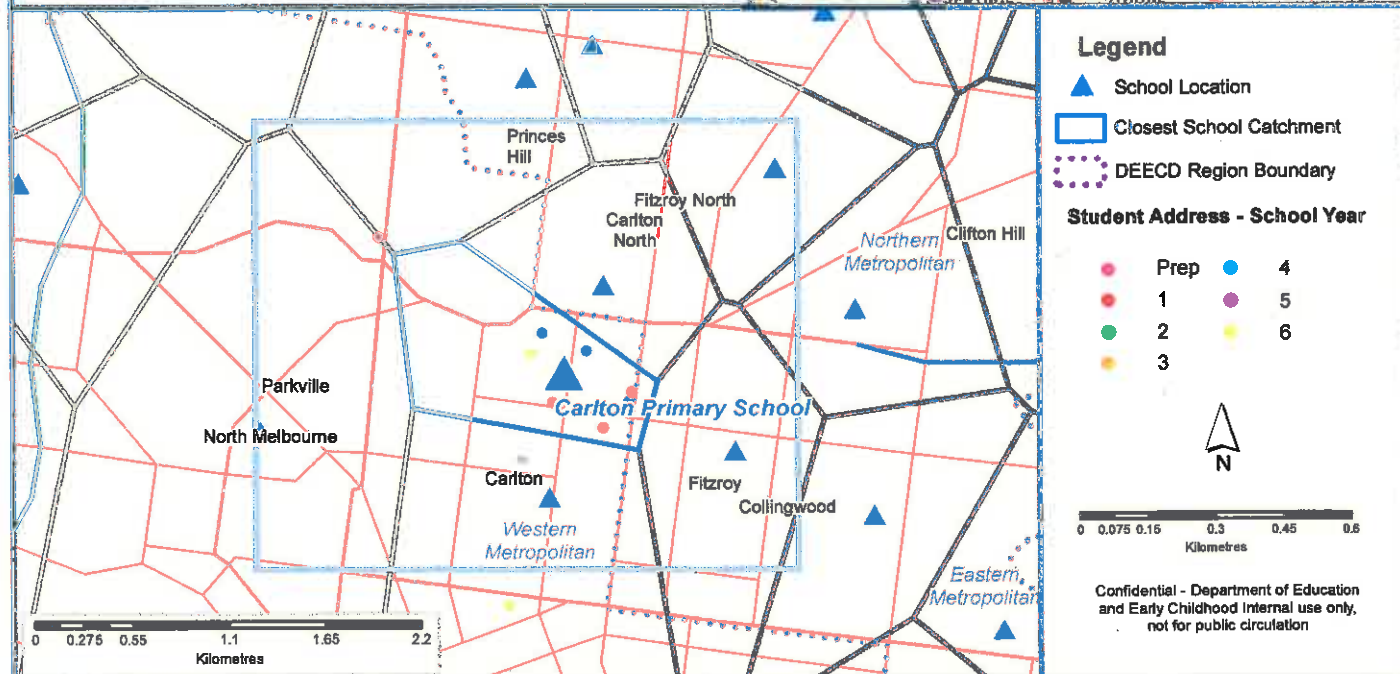 Princes
Hill
Fitzroy North
Carlton
North
Clifton Hill
Northern
Metropolitan
Parkville
Carlton Primary School
North Melbourne
Carlton
Fitzroy
Collingwood
Western
Metropolitan
Eastern
Metropolitan
0 0.275 0.55 1.1 1.65 2.2
Kilometres
Legend
School Location
Closest School Catchment
DEECD Region Boundary
Student Address - School Year
Prep 4
1 5
2 6
3
N
0 0.075 0.15 0.3 0.45 0.6
Kilometres
Confidential - Department of Education
and Early Childhood Internal use only,
not for public circulation